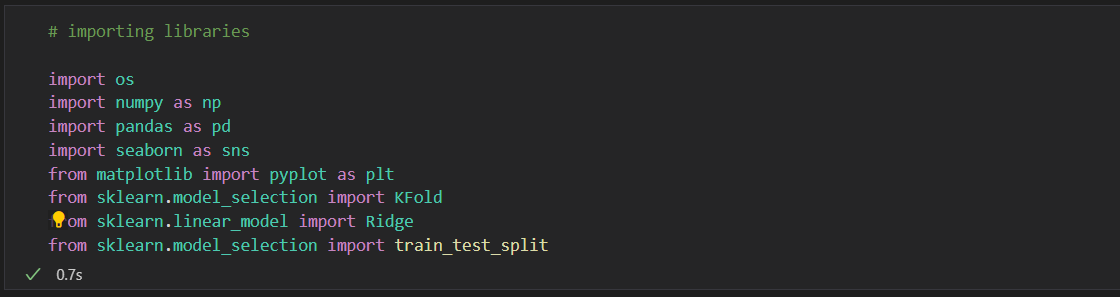 # importing libraries
import os
import numpy as np
import pandas as pd
import seaborn as sns
from matplotlib import pyplot as plt
from sklearn.model_selection import KFold
from sklearn.linear_model import Ridge
from sklearn.model_selection import train_test_split
0.7s